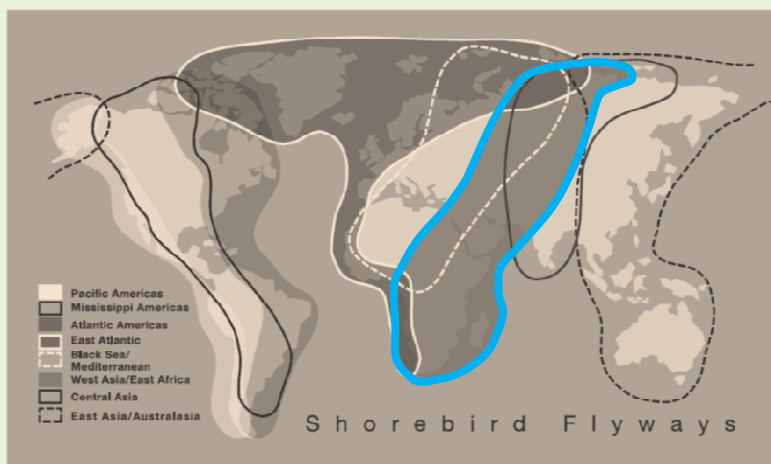 Pacific Americas
Mississippi Americas
Atlantic Americas
East Atlantic
Black Sea/
Mediterranean
West Asia/East Africa
Central Asia
East Asia/Australasia
Shorebird Flyways